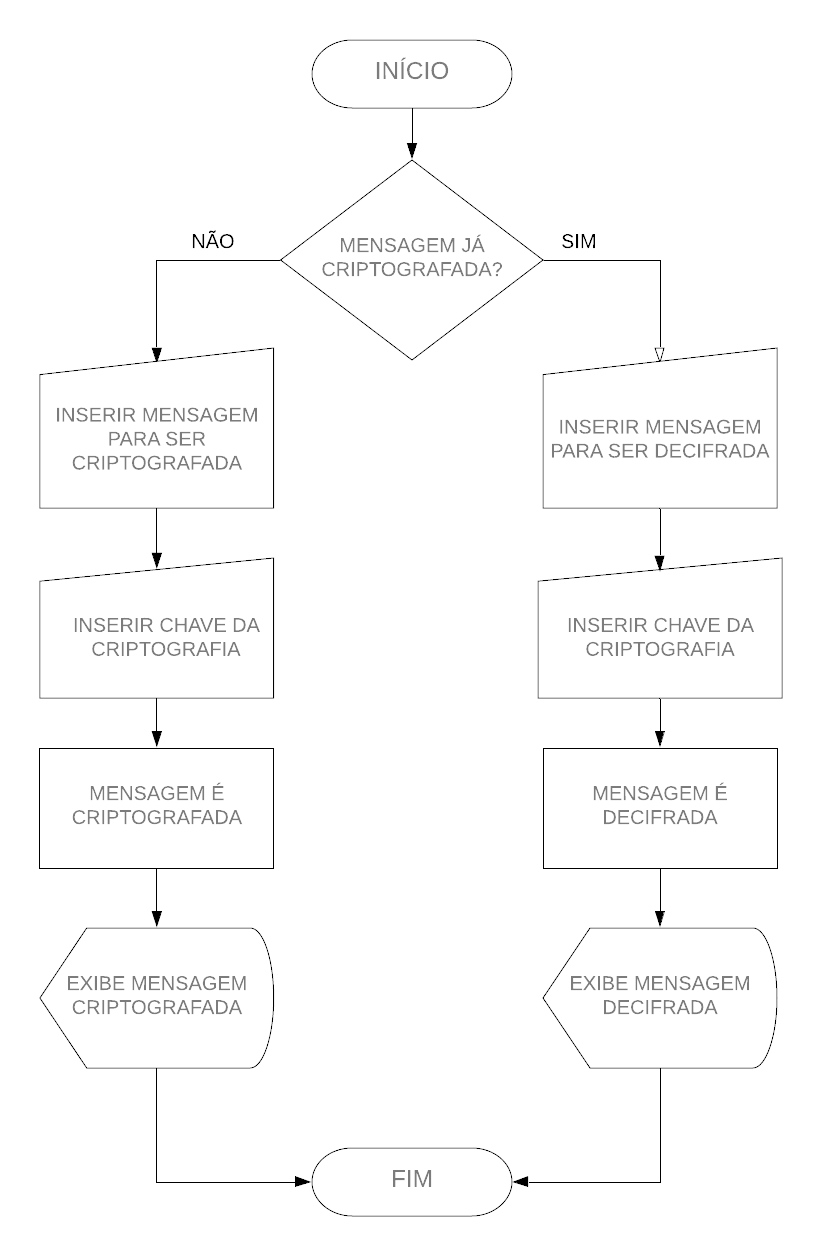 INÍCIO
MENSAGEM JÁ
CRIPTOGRAFADA?
NÃO
SIM
INSERIR MENSAGEM
PARA SER
CRIPTOGRAFADA
INSERIR CHAVE DA
CRIPTOGRAFIA
MENSAGEM É
CRIPTOGRAFADA
EXIBE MENSAGEM
CRIPTOGRAFADA
INSERIR MENSAGEM
PARA SER DECIFRADA
INSERIR CHAVE DA
CRIPTOGRAFIA
MENSAGEM É
DECIFRADA
EXIBE MENSAGEM
DECIFRADA
FIM